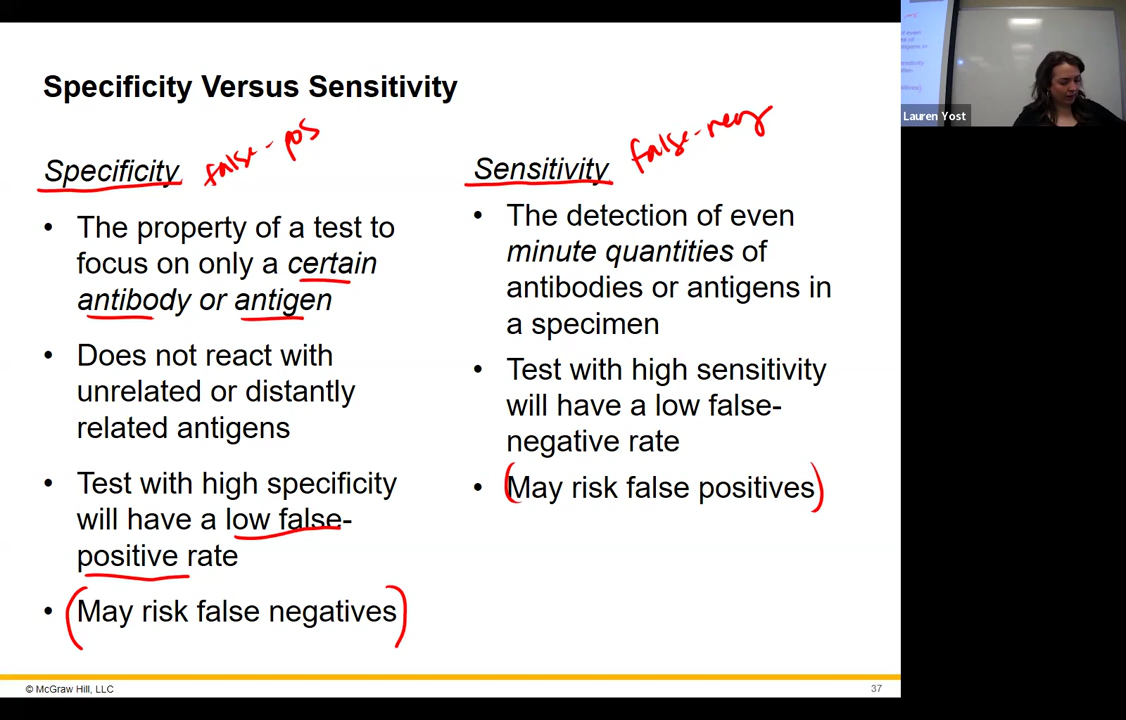 Specificity Versus Sensitivity
Specificity
false-pos
The property of a test to
focus on only a certain
antibody or antigen
• Does not react with
unrelated or distantly
related antigens
• Test with high specificity
will have a low false-
positive rate
• May risk false negatives
Sensitivity
false-neg
• The detection of even
minute quantities of
antibodies or antigens in
a specimen
• Test with high sensitivity
will have a low false-
negative rate
• (May risk false positives)
© McGraw Hill, LLC
37
Lauren Yost